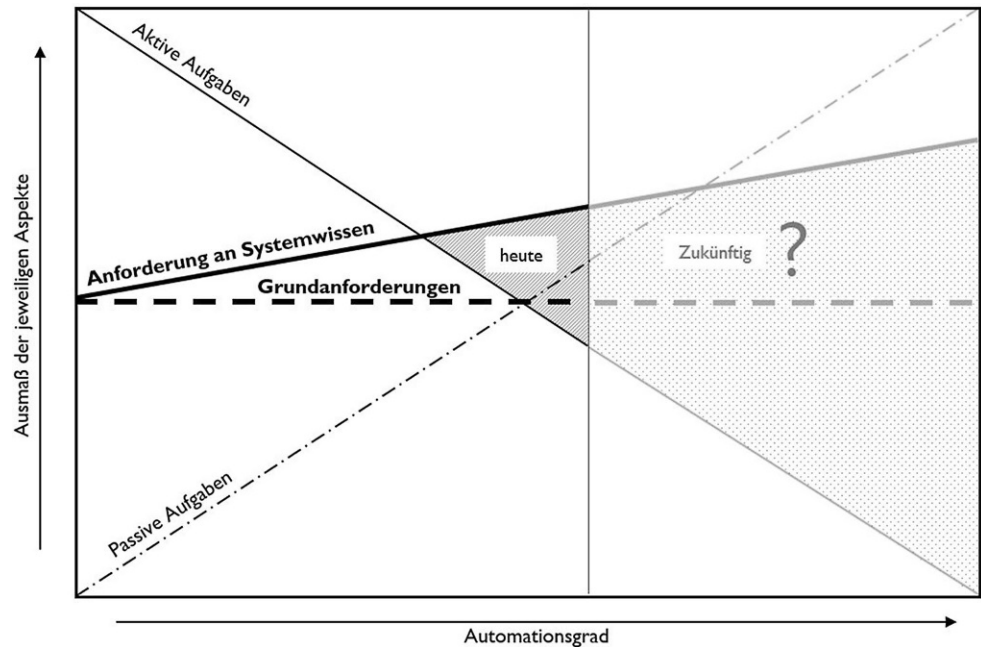 Aktive Aufgaben
Ausmaß der jeweiligen Aspekte
Anforderung an Systemwissen
heute
Zukünftig ?
Grundanforderungen
Passive Aufgaben
Automationsgrad